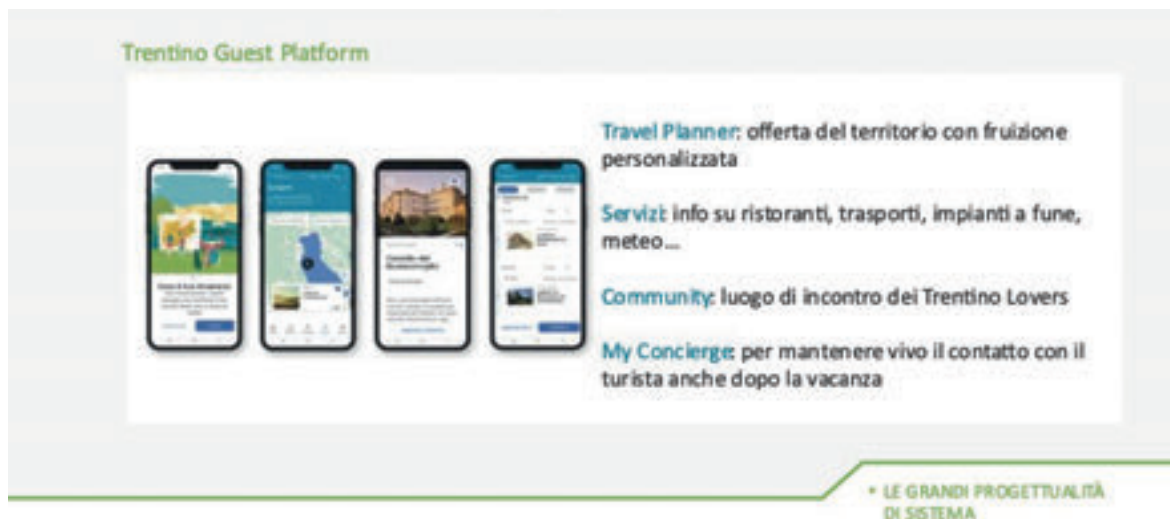 Trentino Guest Platform
Travel Planner: offerta del territorio con fruizione
personalizzata
Servizi: info su ristoranti, trasporti, impianti a fune,
meteo...
Community: luogo di incontro dei Trentino Lovers
My Concierge: per mantenere vivo il contatto con il
turista anche dopo la vacanza
• LE GRANDI PROGETTUALITÀ
DI SISTEMA